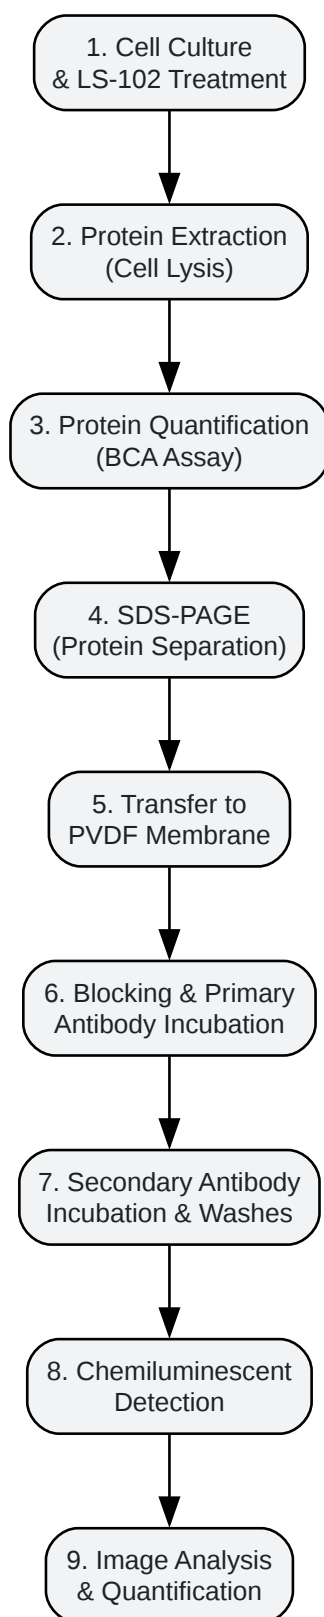 1. Cell Culture
& LS-102 Treatment
2. Protein Extraction
(Cell Lysis)
3. Protein Quantification
(BCA Assay)
4. SDS-PAGE
(Protein Separation)
5. Transfer to
PVDF Membrane
6. Blocking & Primary
Antibody Incubation
7. Secondary Antibody
Incubation & Washes
8. Chemiluminescent
Detection
9. Image Analysis
& Quantification